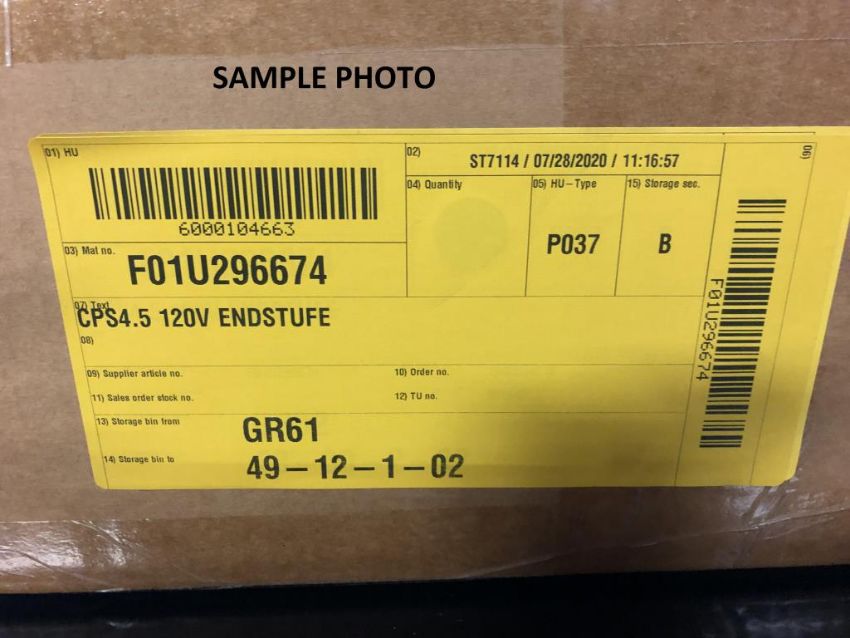 SAMPLE PHOTO
01) HU
6000104663
02)
ST7114 / 07/28/2020 / 11:16:57
06)
04) Quantity
05) HU-Type
P037
15) Storage sec.
B
03) Mat no.
F01U296674
F01U296674
07) Text
CPS4.5 120V ENDSTUFE
08)
09) Supplier article no.
10) Order no.
11) Sales order stock no.
12) TU no.
13) Storage bin from
GR61
14) Storage bin to
49-12-1-02